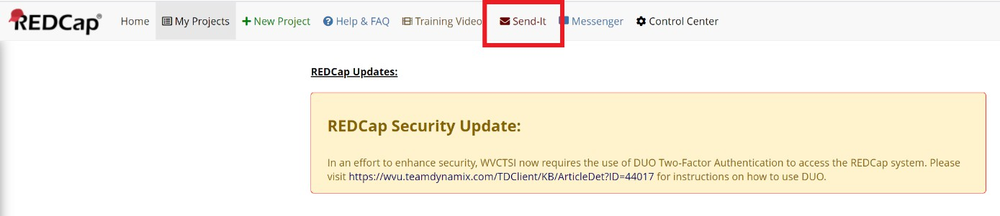 REDCap® Home My Projects New Project Help & FAQ Training Video Send-It Messenger Control Center
REDCap Updates:
REDCap Security Update:
In an effort to enhance security, WVCTSI now requires the use of DUO Two-Factor Authentication to access the REDCap system. Please
visit https://wvu.teamdynamix.com/TDClient/KB/ArticleDet?ID=44017 for instructions on how to use DUO.